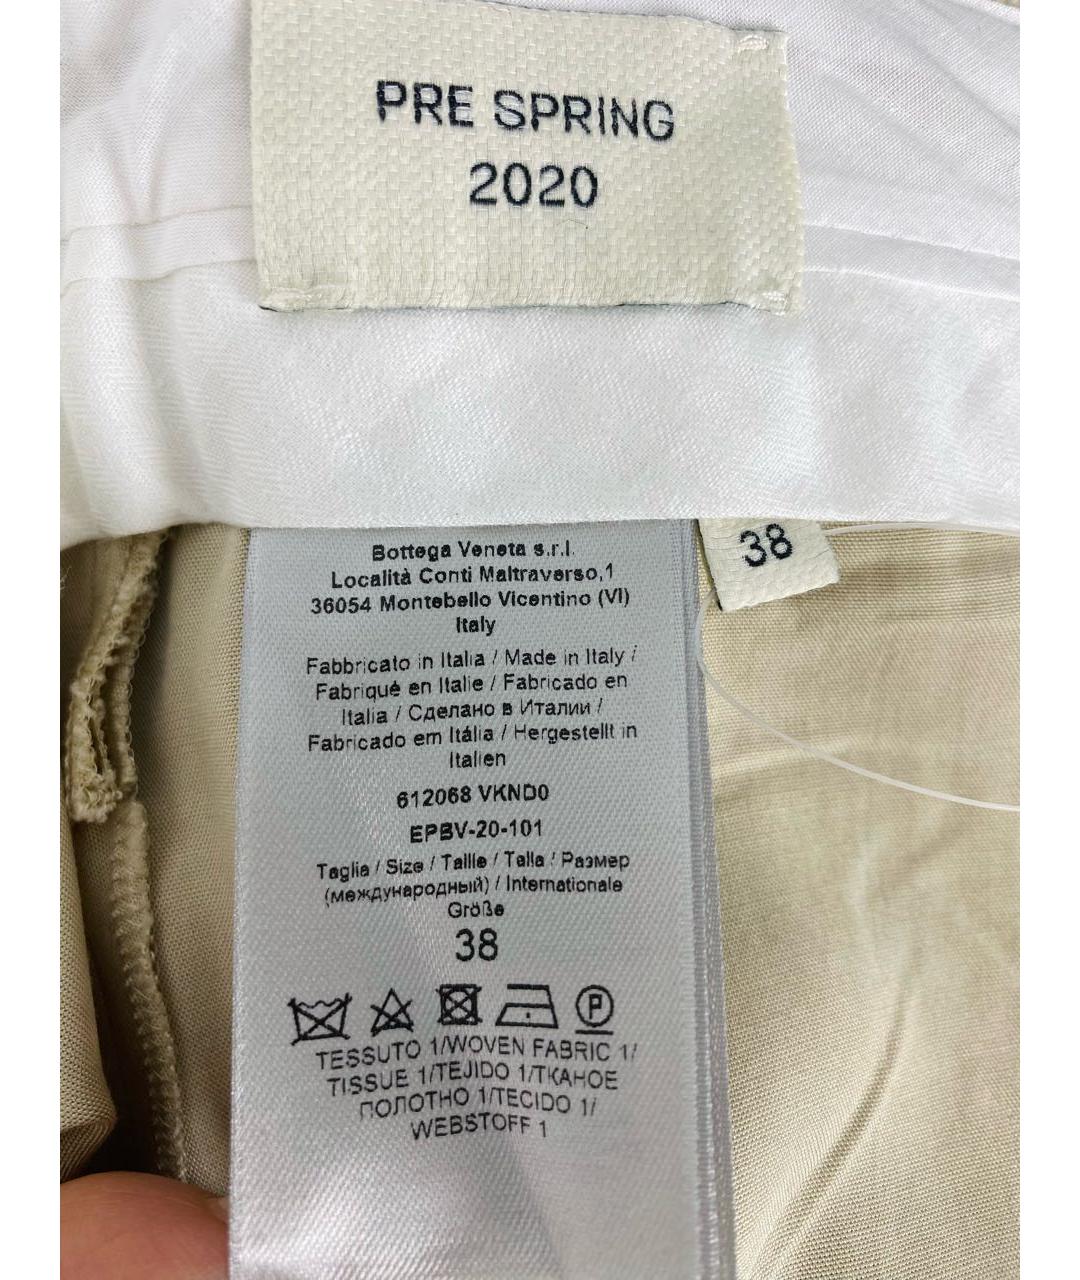 PRE SPRING
2020
38
Bottega Veneta s.r.l.
Località Conti Maltraverso,1
36054 Montebello Vicentino (VI)
Italy
Fabbricato in Italia / Made in Italy /
Fabriqué en Italie / Fabricado en
Italia / Сделано в Италии /
Fabricado em Itália / Hergestellt in
Italien
612068 VKND0
EPBV-20-101
Taglia / Size / Taille / Talla / Размер
(международный) / Internationale
Größe
38
P
TESSUTO 1/WOVEN FABRIC 1/
TISSUE 1/TEJIDO 1/ТКАНОЕ
ПОЛОТНО 1/TECIDO 1/
WEBSTOFF 1